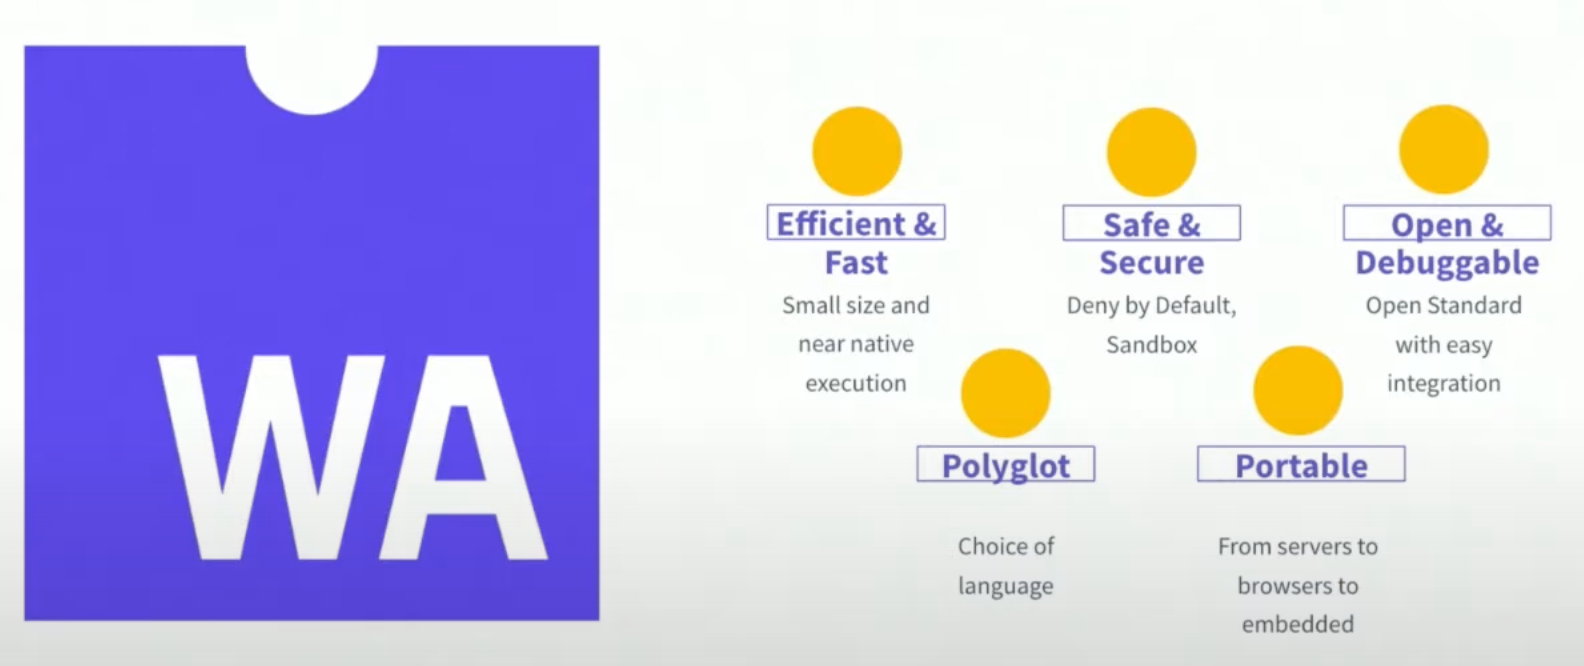 WA
Efficient &
Fast
Small size and
near native
execution
Safe &
Secure
Deny by Default,
Sandbox
Open &
Debuggable
Open Standard
with easy
integration
Polyglot
Choice of
language
Portable
From servers to
browsers to
embedded